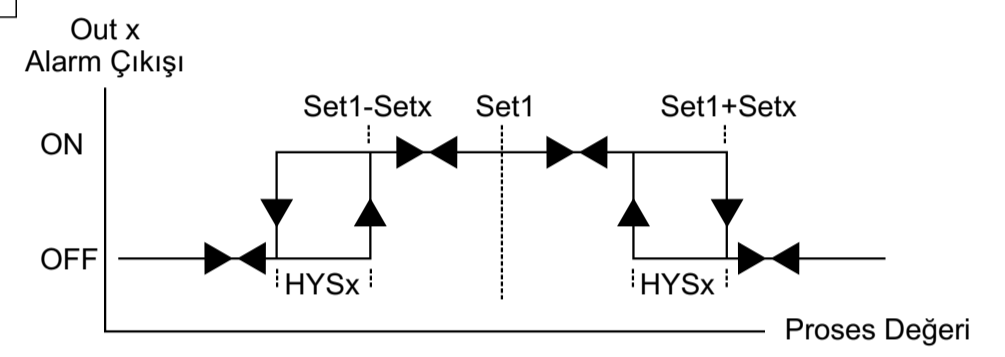 Out x
Alarm Çıkışı
Set1-Setx
Set1
Set1+Setx
ON
OFF
HYSx
HYSx
Proses Değeri